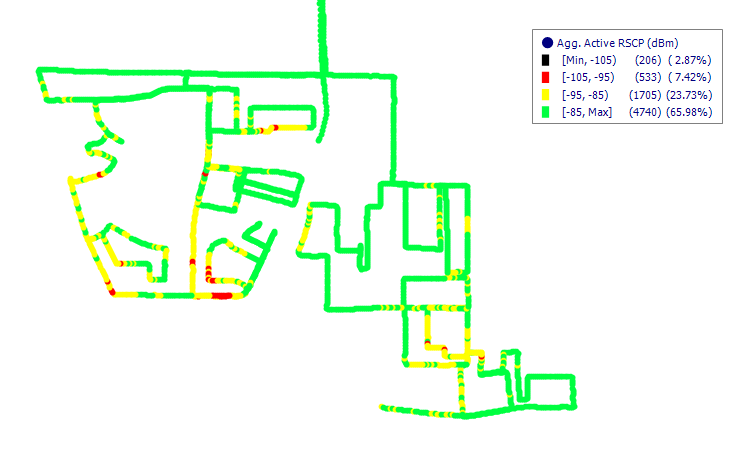 Agg. Active RSCP (dBm)
[Min, -105) (206) ( 2.87%)
[-105, -95) (533) ( 7.42%)
[-95, -85) (1705) (23.73%)
[-85, Max] (4740) (65.98%)